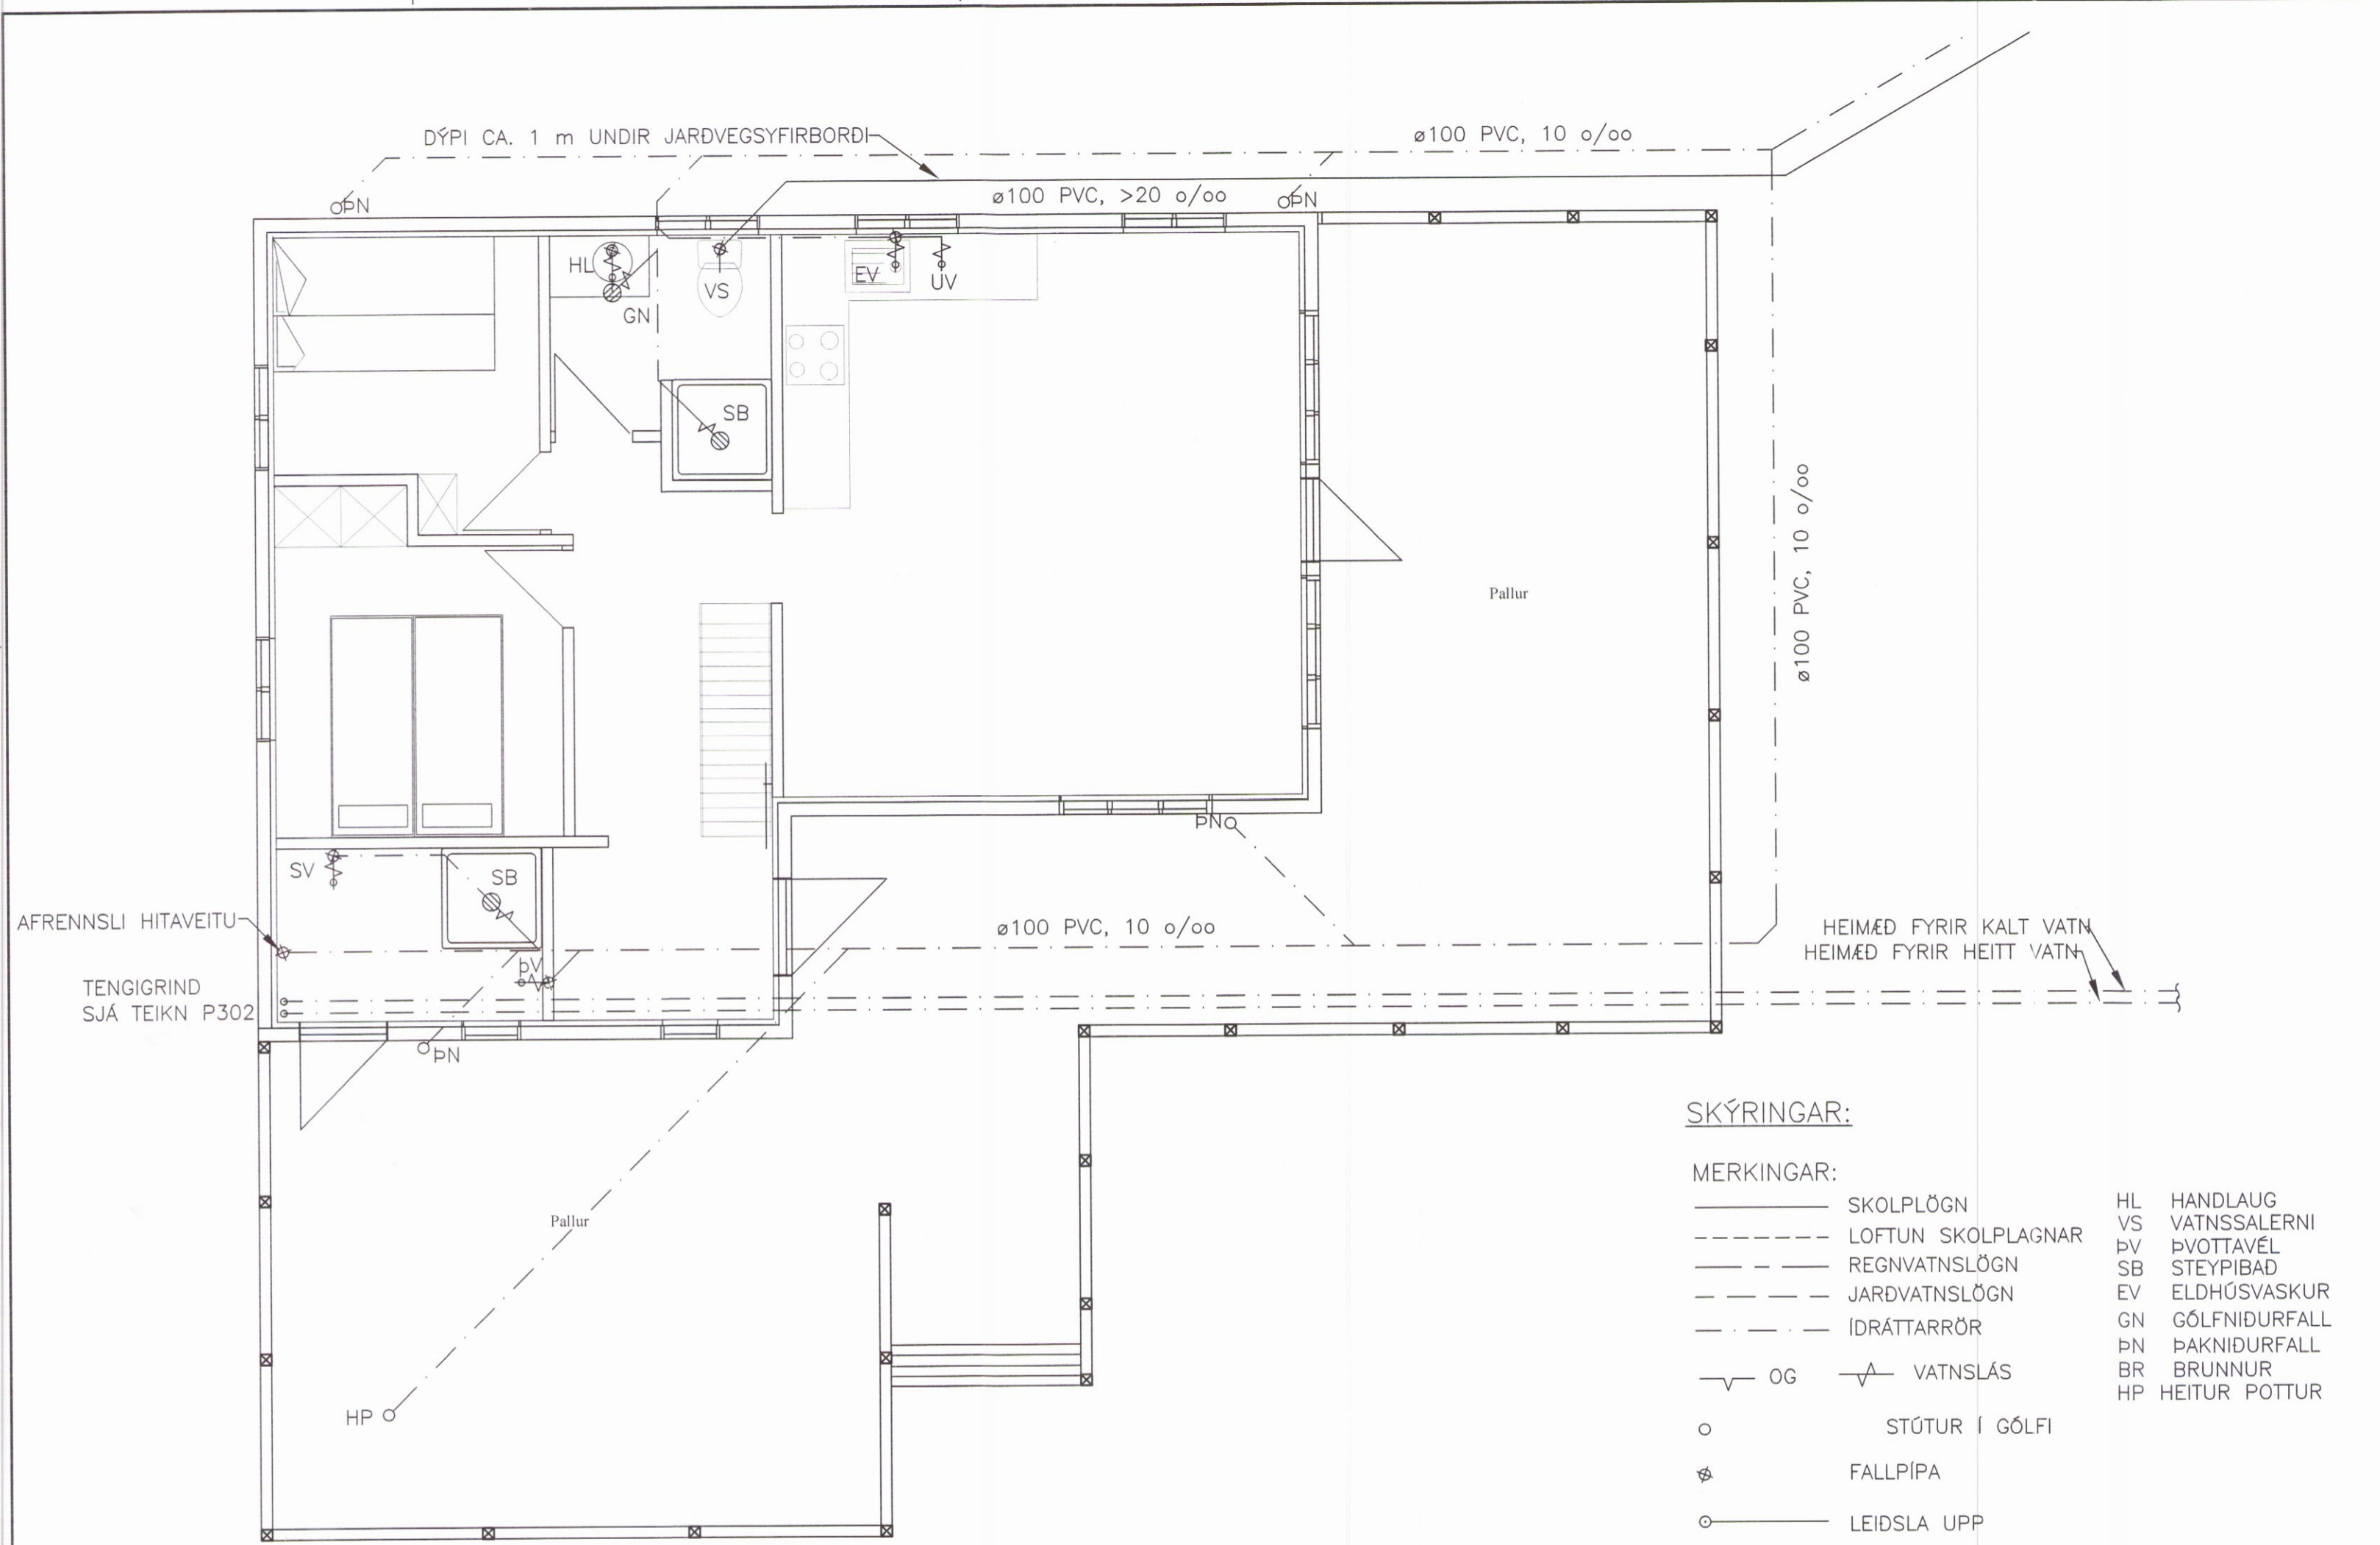 DÝPI CA. 1 m UNDIR JARÐVEGSYFIRBORÐI
ø100 PVC, 10 o/oo
ÞN
ø100 PVC, >20 o/oo
ÞN
HL
GN
VS
EV
UV
SB
ø100 PVC, 10 o/oo
Pallur
ÞN
SV
SB
AFRENNSLI HITAVEITU
ø100 PVC, 10 o/oo
HEIMÆÐ FYRIR KALT VATN
HEIMÆÐ FYRIR HEITT VATN
ÞV
TENGIGRIND
SJÁ TEIKN P302
ÞN
Pallur
HP
SKÝRINGAR:
MERKINGAR:
SKOLPLÖGN
LOFTUN SKOLPLAGNAR
REGNVATNSLÖGN
JARÐVATNSLÖGN
ÍDRÁTTARRÖR
OG VATNSLÁS
STÚTUR Í GÓLFI
FALLPÍPA
LEIÐSLA UPP
HL HANDLAUG
VS VATNSSALERNI
ÞV ÞVOTTAVÉL
SB STEYPIBAÐ
EV ELDHÚSVASKUR
GN GÓLFNIÐURFALL
ÞN ÞAKNIÐURFALL
BR BRUNNUR
HP HEITUR POTTUR